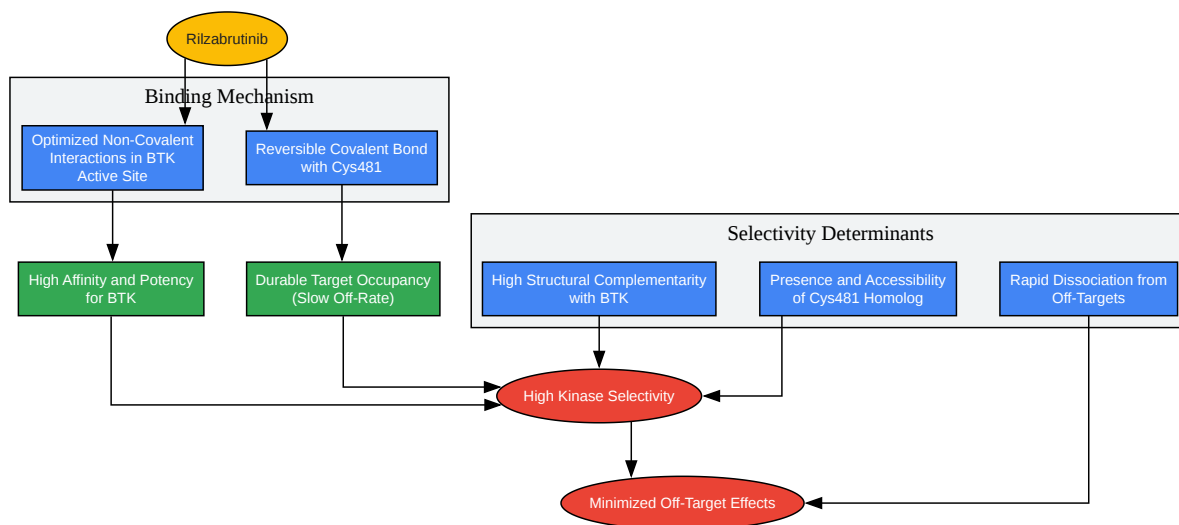 Rilzabrutinib
Binding Mechanism
Optimized Non-Covalent
Interactions in BTK
Active Site
Reversible Covalent Bond
with Cys481
Selectivity Determinants
High Affinity and Potency
for BTK
Durable Target Occupancy
(Slow Off-Rate)
High Structural Complementarity
with BTK
Presence and Accessibility
of Cys481 Homolog
Rapid Dissociation from
Off-Targets
High Kinase Selectivity
Minimized Off-Target Effects